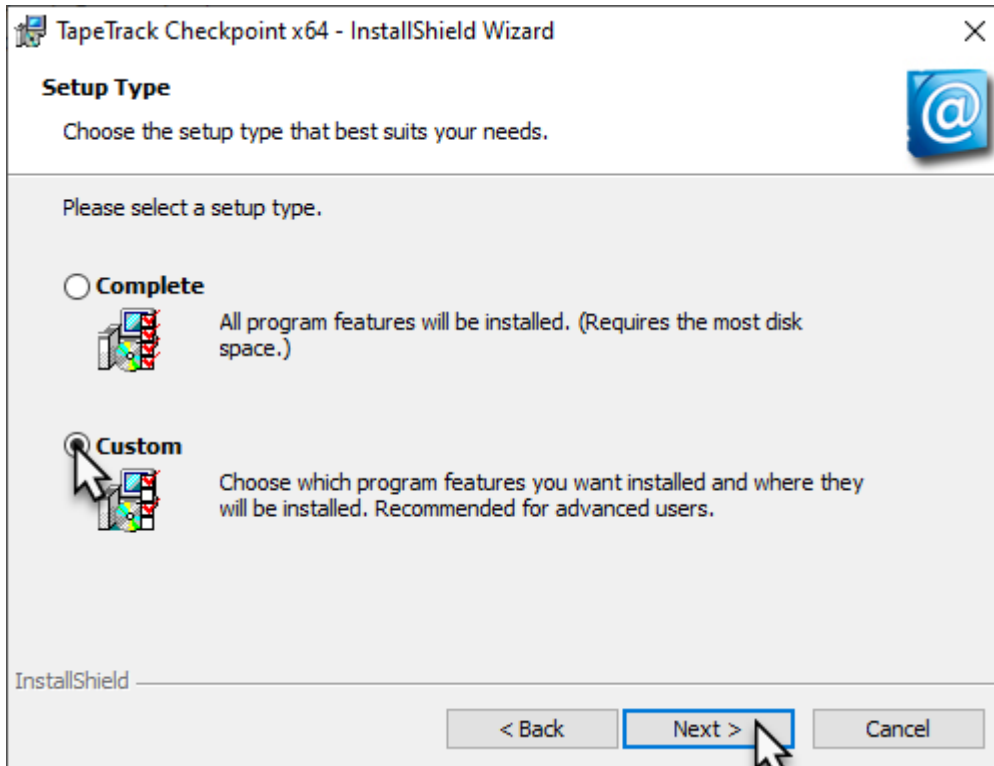 TapeTrack Checkpoint x64 - InstallShield Wizard
Setup Type
Choose the setup type that best suits your needs.
Please select a setup type.
Complete
All program features will be installed. (Requires the most disk
space.)
Custom
Choose which program features you want installed and where they
will be installed. Recommended for advanced users.
InstallShield
< Back
Next >
Cancel